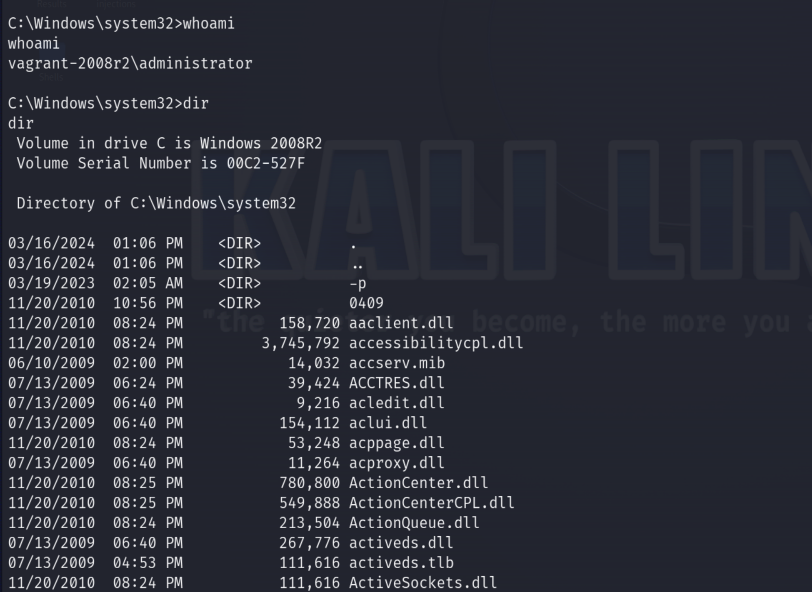 C:\Windows\system32>whoami
whoami
vagrant-2008r2\administrator
C:\Windows\system32>dir
dir
 Volume in drive C is Windows 2008R2
 Volume Serial Number is 00C2-527F
 Directory of C:\Windows\system32
03/16/2024  01:06 PM    <DIR>          .
03/16/2024  01:06 PM    <DIR>          ..
03/19/2023  02:05 AM    <DIR>          -p
11/20/2010  10:56 PM    <DIR>          0409
11/20/2010  08:24 PM           158,720 aaclient.dll
11/20/2010  08:24 PM         3,745,792 accessibilitycpl.dll
06/10/2009  02:00 PM            14,032 accserv.mib
07/13/2009  06:24 PM            39,424 ACCTRES.dll
07/13/2009  06:40 PM             9,216 acledit.dll
07/13/2009  06:40 PM           154,112 aclui.dll
11/20/2010  08:24 PM            53,248 acppage.dll
07/13/2009  06:40 PM            11,264 acproxy.dll
11/20/2010  08:25 PM           780,800 ActionCenter.dll
11/20/2010  08:25 PM           549,888 ActionCenterCPL.dll
11/20/2010  08:24 PM           213,504 ActionQueue.dll
07/13/2009  06:40 PM           267,776 activeds.dll
07/13/2009  04:53 PM           111,616 activeds.tlb
11/20/2010  08:24 PM           111,616 ActiveSockets.dll
KALI LIN
"the become, the more you a